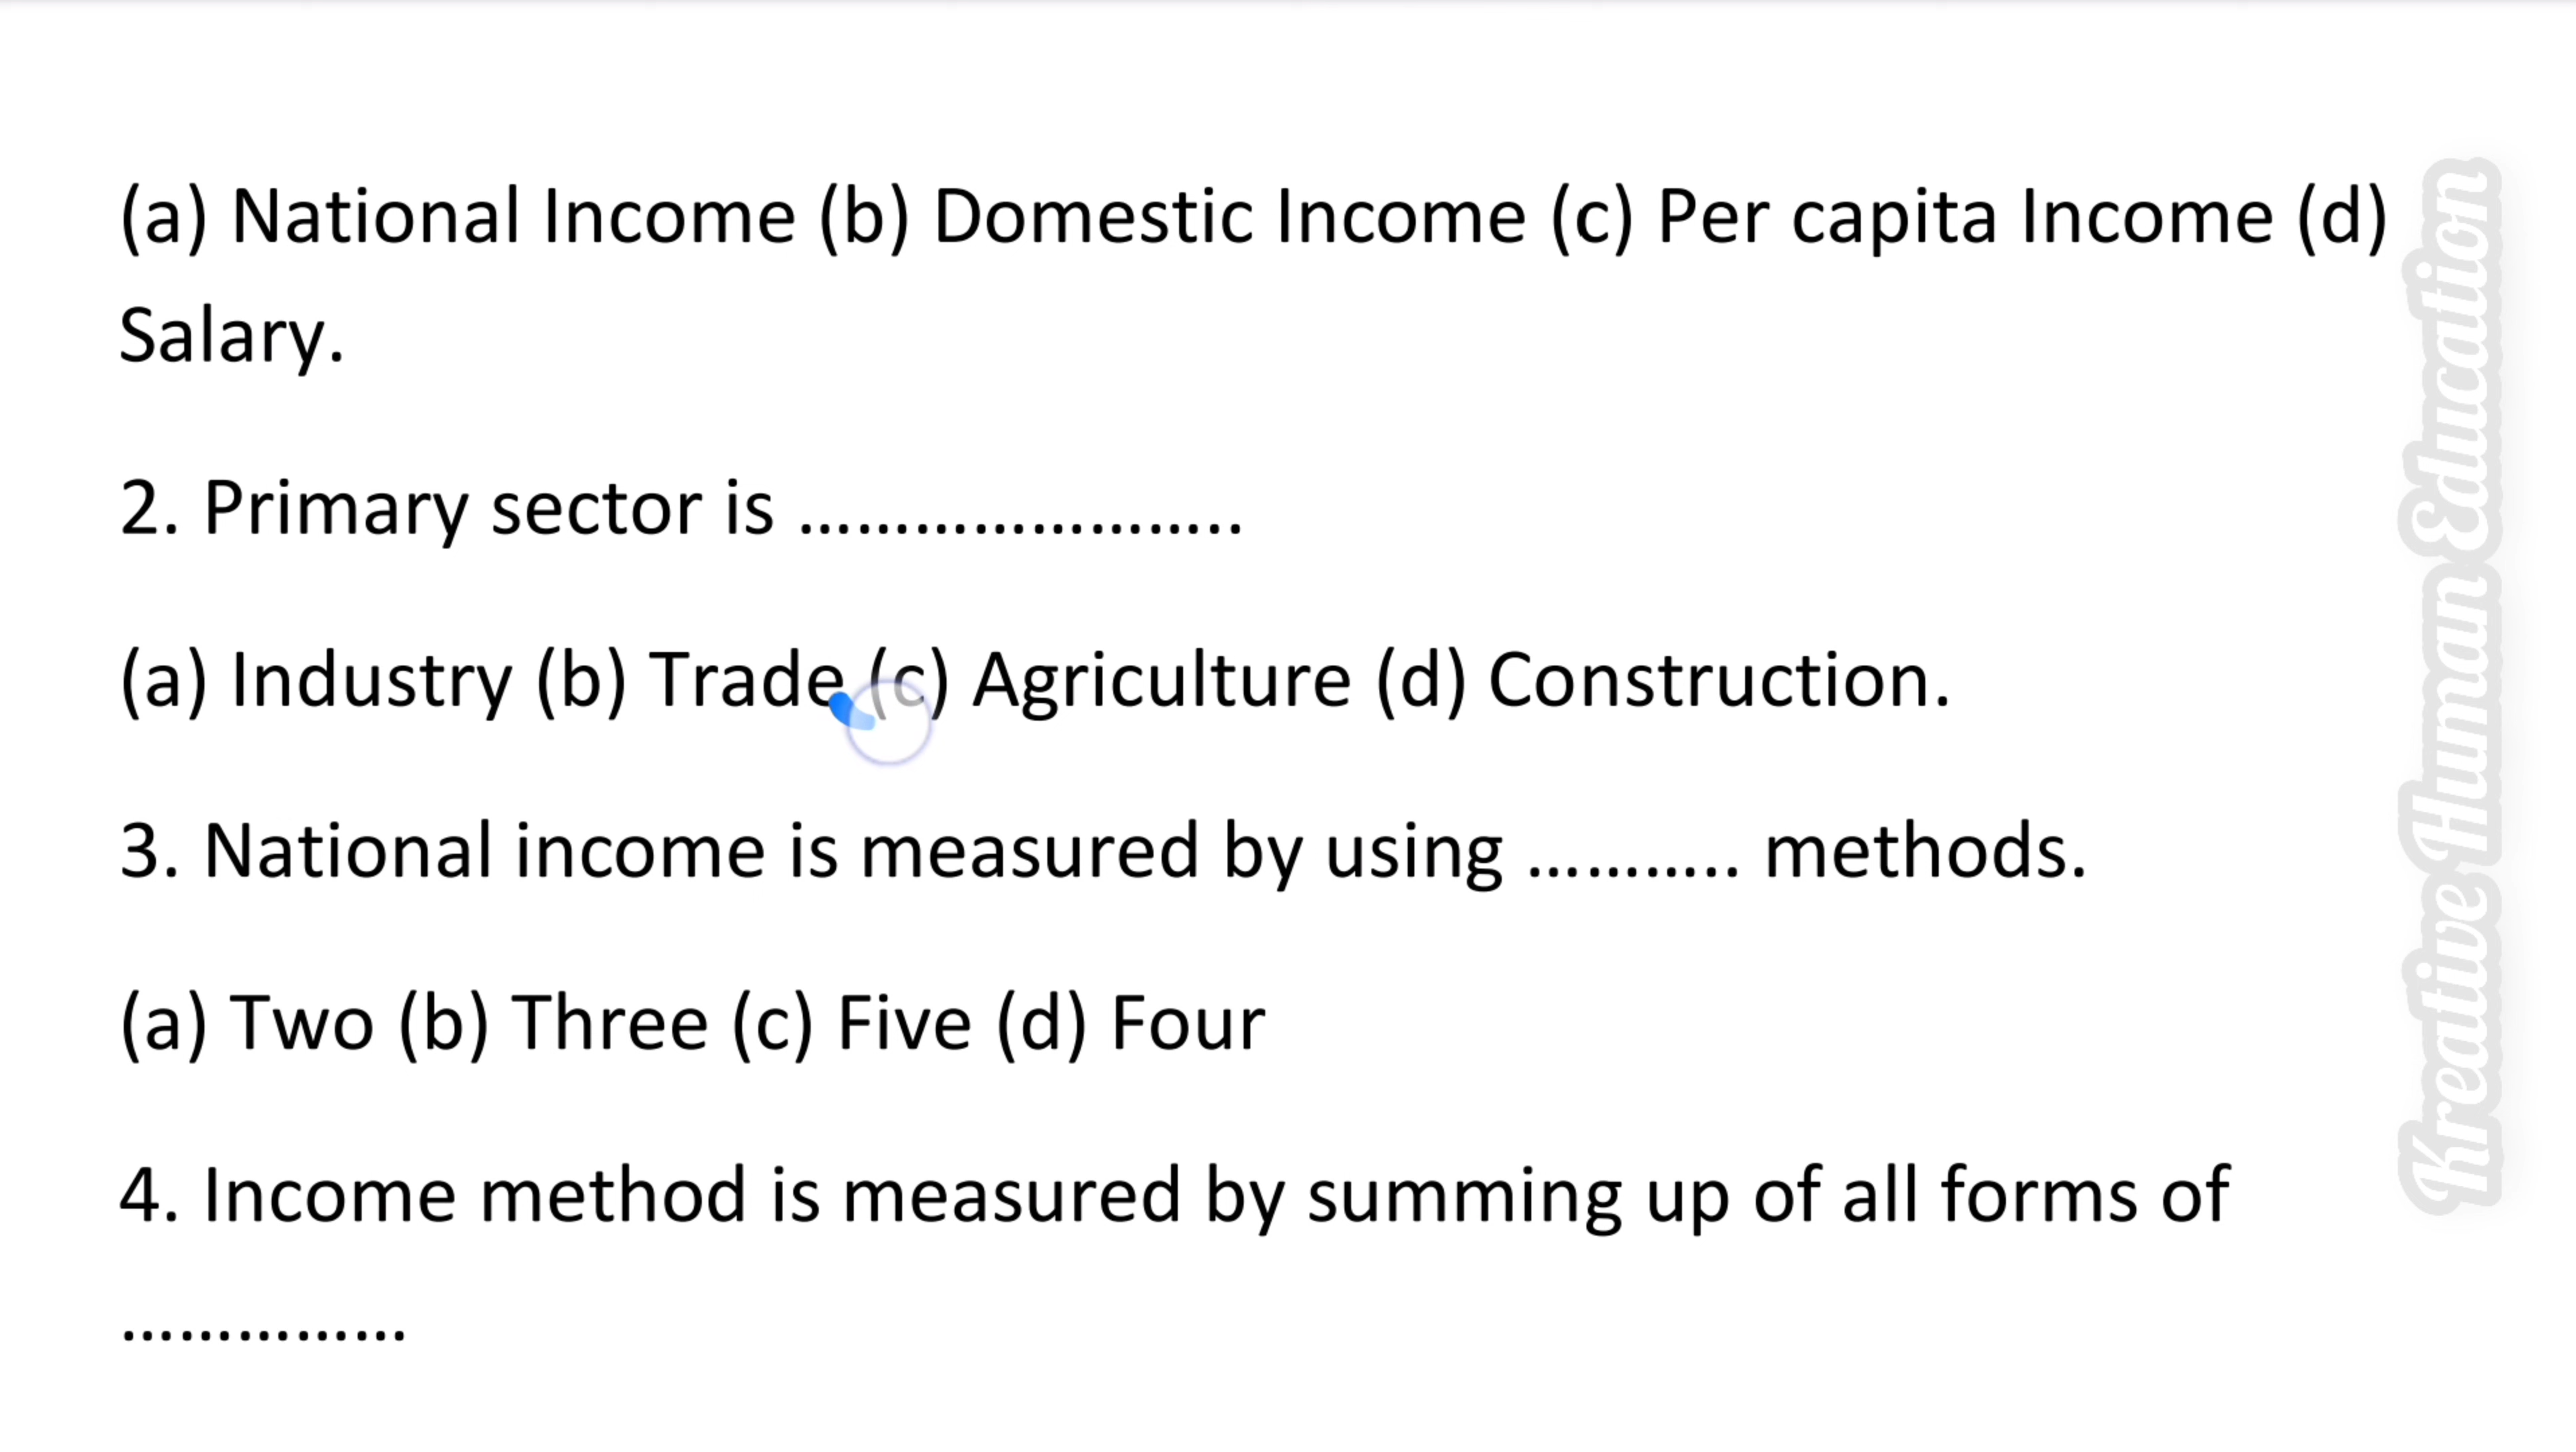 (a) National Income (b) Domestic Income (c) Per capita Income (d)
Salary.
2. Primary sector is ……………………..
(a) Industry (b) Trade (c) Agriculture (d) Construction.
3. National income is measured by using ……….. methods.
(a) Two (b) Three (c) Five (d) Four
4. Income method is measured by summing up of all forms of
……………
Kreative Human Education